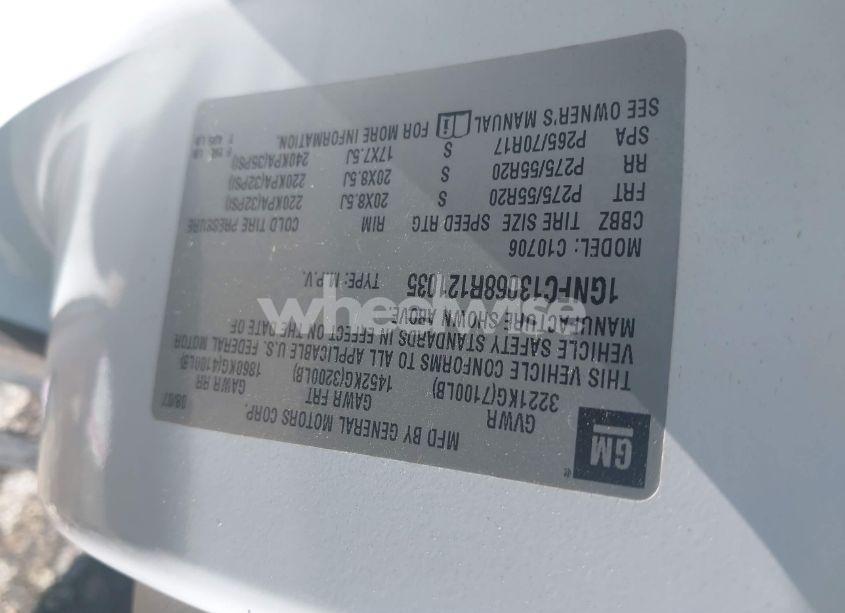 GM
MFD BY GENERAL MOTORS CORP. 08/07
GVWR GAWR FRT GAWR RR
3221KG(7100LB) 1452KG(3200LB) 1860KG(4100LB)
THIS VEHICLE CONFORMS TO ALL APPLICABLE U.S. FEDERAL MOTOR
VEHICLE SAFETY STANDARDS IN EFFECT ON THE DATE OF
MANUFACTURE SHOWN ABOVE
TYPE: M.P.V.
MODEL: C10706
CBBZ TIRE SIZE SPEED RTG RIM COLD TIRE PRESSURE
FRT P275/55R20 S 20X8.5J 220KPA(32PSI)
RR P275/55R20 S 20X8.5J 220KPA(32PSI)
SPA P265/70R17 S 17X7.5J 240KPA(35PSI)
SEE OWNER'S MANUAL FOR MORE INFORMATION.
wheelwise